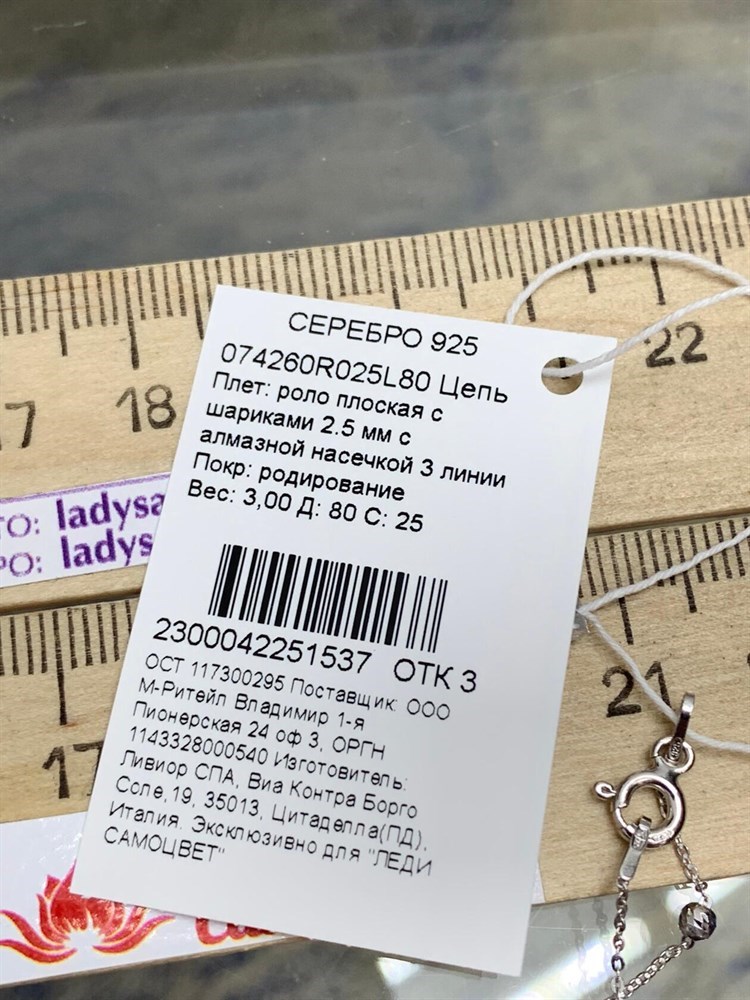 СЕРЕБРО 925
074260R025L80 Цепь
Плет: роло плоская с
шариками 2.5 мм с
алмазной насечкой 3 линии
Покр: родирование
Вес: 3,00 Д: 80 С: 25
2300042251537 ОТК 3
ОСТ 117300295 Поставщик: ООО
М-Ритейл Владимир 1-я
Пионерская 24 оф 3, ОРГН
1143328000540 Изготовитель:
Ливиор СПА, Виа Контра Борго
Соле,19, 35013, Цитаделла(ПД),
Италия. Эксклюзивно для "ЛЕДИ
САМОЦВЕТ"
17
18
22
ladysa
ladys
17
21